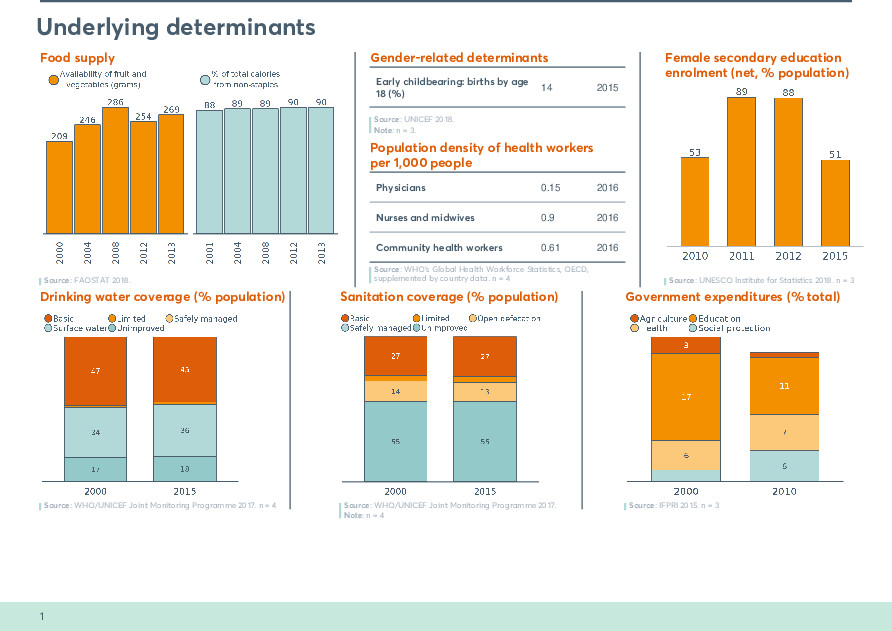 Underlying determinants
Food supply
Availability of fruit and
vegetables (grams)
% of total calories
from non-staples
209
246
286
254
269
88
89
89
90
90
2000
2004
2008
2012
2013
2001
2004
2008
2012
2013
Source: FAOSTAT 2018.
Gender-related determinants
Early childbearing: births by age
18 (%)
14
2015
Source: UNICEF 2018.
Note: n = 3.
Population density of health workers
per 1,000 people
Physicians 0.15 2016
Nurses and midwives 0.9 2016
Community health workers 0.61 2016
Source: WHO's Global Health Workforce Statistics, OECD,
supplemented by country data. n = 4
Female secondary education
enrolment (net, % population)
53
89
88
51
2010
2011
2012
2015
Source: UNESCO Institute for Statistics 2018. n = 3
Drinking water coverage (% population)
Basic Limited Safely managed
Surface water Unimproved
47
34
17
45
36
18
2000
2015
Source: WHO/UNICEF Joint Monitoring Programme 2017. n = 4
Sanitation coverage (% population)
Basic Limited Open defecation
Safely managed Unimproved
27
14
55
27
13
55
2000
2015
Source: WHO/UNICEF Joint Monitoring Programme 2017.
Note: n = 4
Government expenditures (% total)
Agriculture Education
Health Social protection
3
17
6
11
7
6
2000
2010
Source: IFPRI 2015. n = 3
1